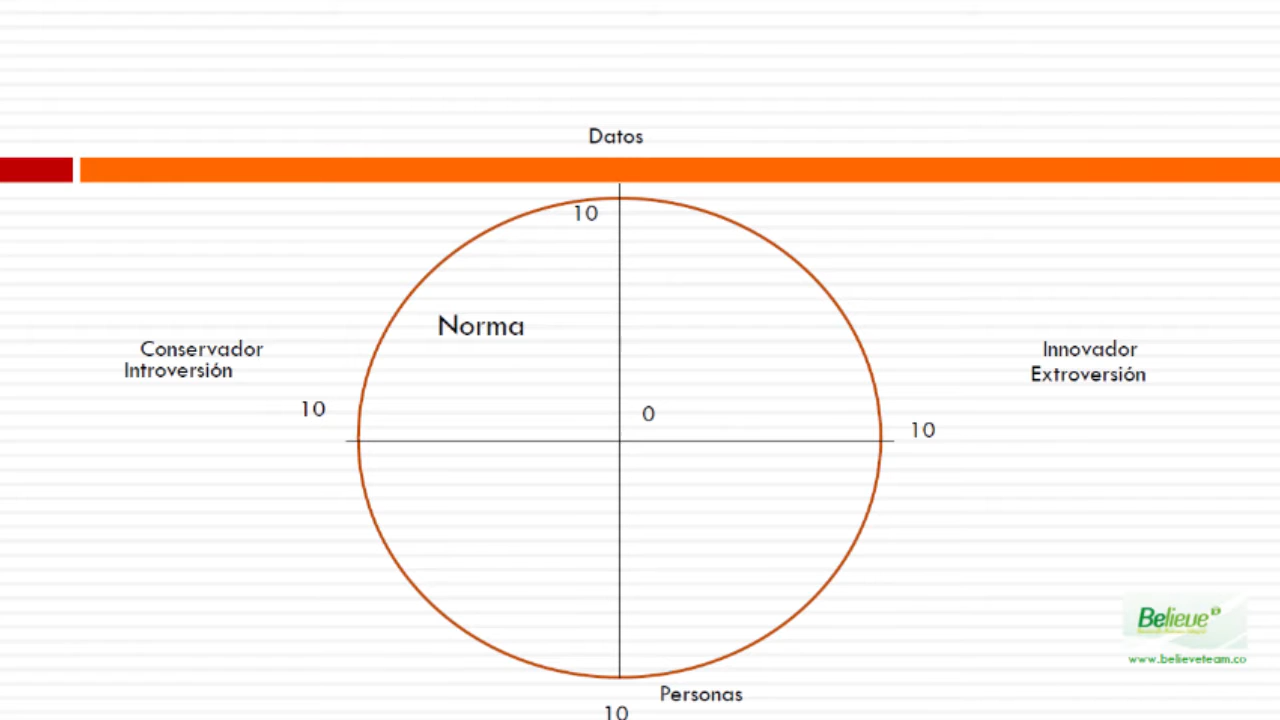 Datos
10
Norma
Conservador
Introversión
10
0
Innovador
Extroversión
10
Believe
www.believeteam.co
Personas
10